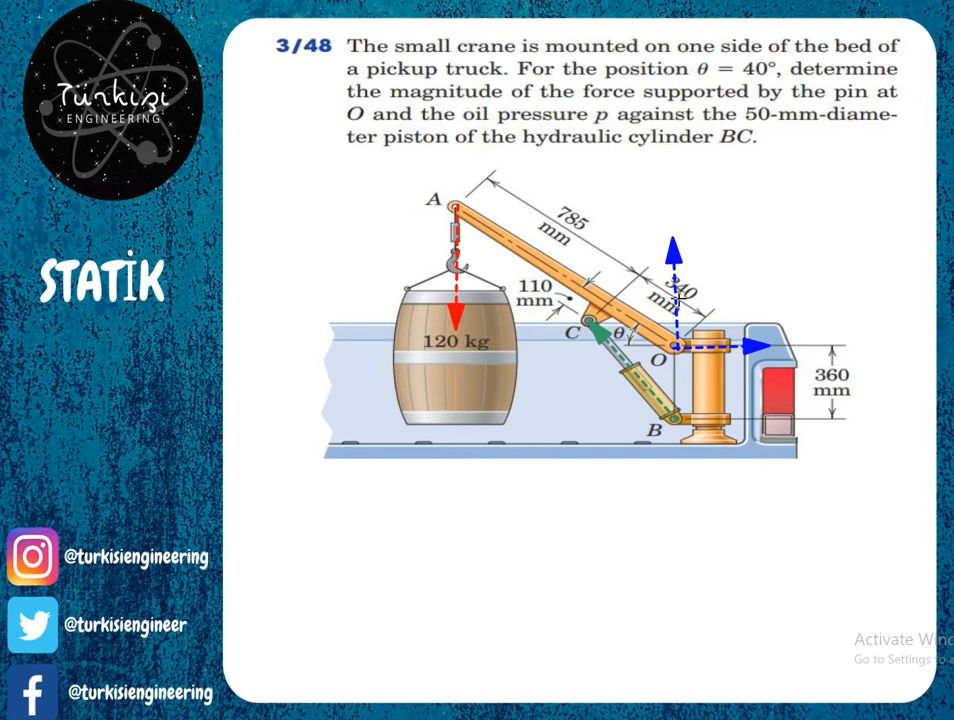 Türkişi
ENGINEERING
STATİK
@turkisiengineering
@turkisiengineer
@turkisiengineering
3/48 The small crane is mounted on one side of the bed of
a pickup truck. For the position θ = 40°, determine
the magnitude of the force supported by the pin at
O and the oil pressure p against the 50-mm-diame-
ter piston of the hydraulic cylinder BC.
A
785
mm
340
mm
110
mm
C
θ
O
120 kg
360
mm
B
Activate Win
Go to Settings to a